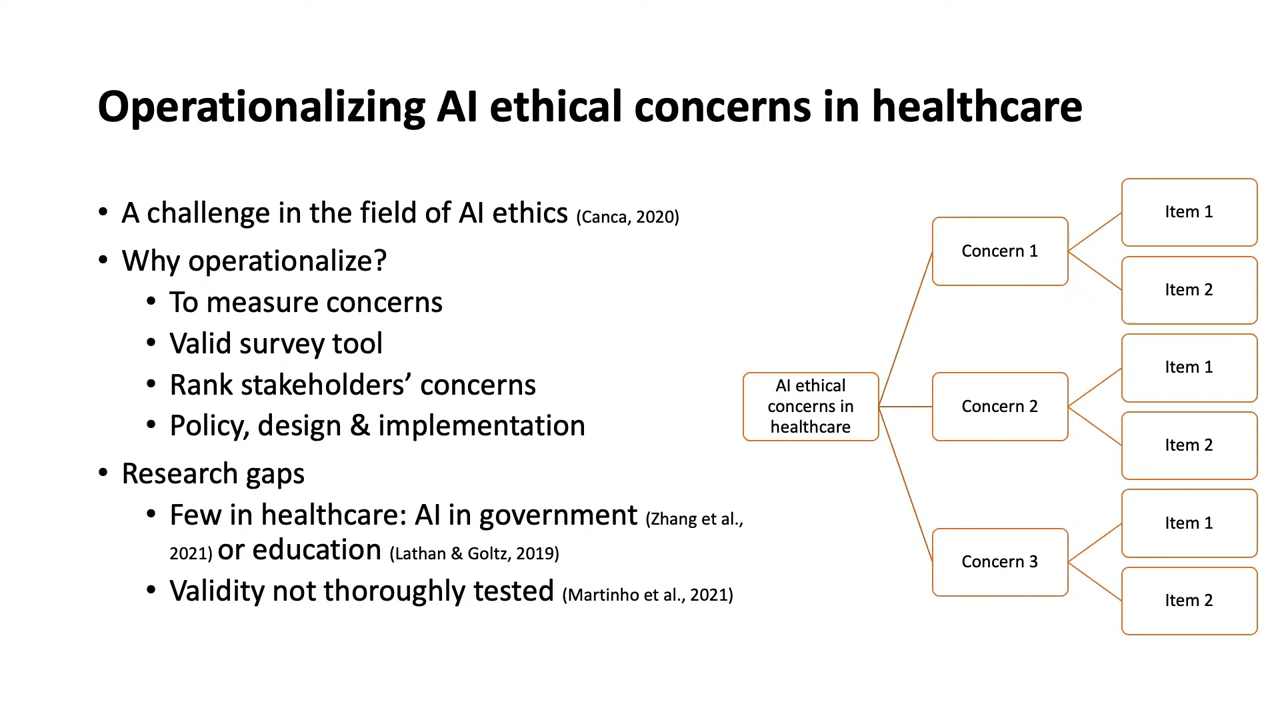 Operationalizing AI ethical concerns in healthcare
• A challenge in the field of AI ethics (Canca, 2020)
• Why operationalize?
• To measure concerns
• Valid survey tool
• Rank stakeholders’ concerns
• Policy, design & implementation
• Research gaps
• Few in healthcare: AI in government (Zhang et al.,
2021) or education (Lathan & Goltz, 2019)
• Validity not thoroughly tested (Martinho et al., 2021)
AI ethical
concerns in
healthcare
Concern 1
Item 1
Item 2
Concern 2
Item 1
Item 2
Concern 3
Item 1
Item 2